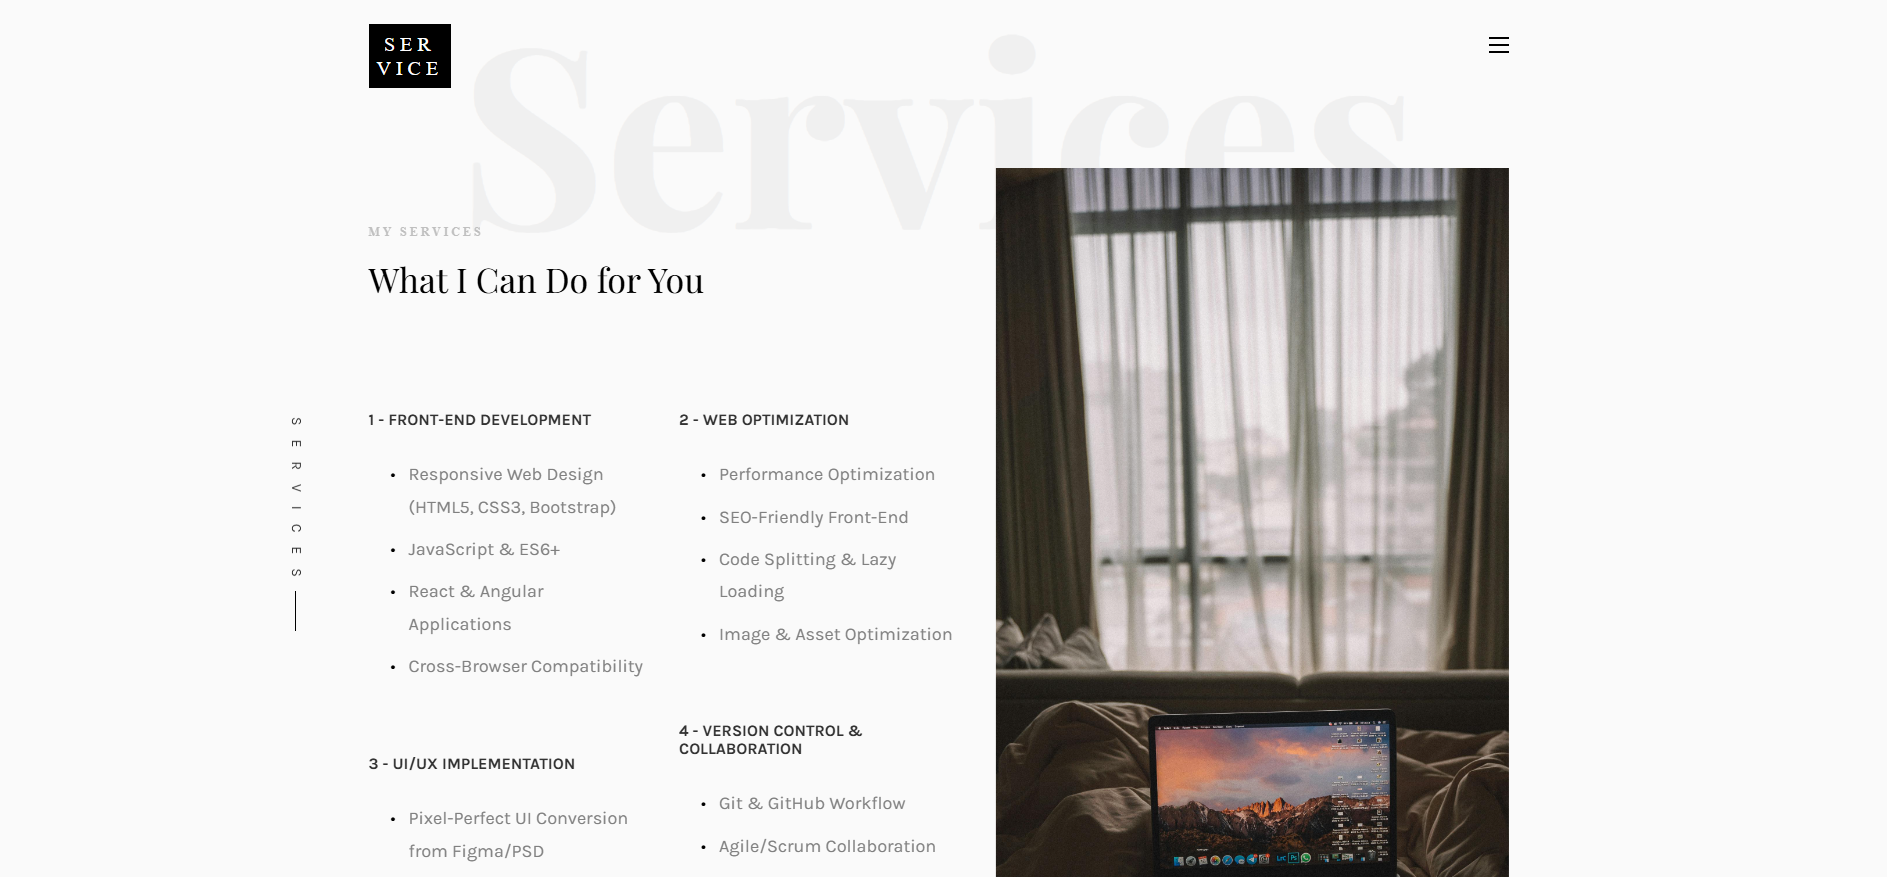 SER
VICE
Services
MY SERVICES
What I Can Do for You
SERVICES
1 - FRONT-END DEVELOPMENT
• Responsive Web Design
(HTML5, CSS3, Bootstrap)
• JavaScript & ES6+
• React & Angular
Applications
• Cross-Browser Compatibility
2 - WEB OPTIMIZATION
• Performance Optimization
• SEO-Friendly Front-End
• Code Splitting & Lazy
Loading
• Image & Asset Optimization
3 - UI/UX IMPLEMENTATION
• Pixel-Perfect UI Conversion
from Figma/PSD
4 - VERSION CONTROL &
COLLABORATION
• Git & GitHub Workflow
• Agile/Scrum Collaboration
Lrc
Ps